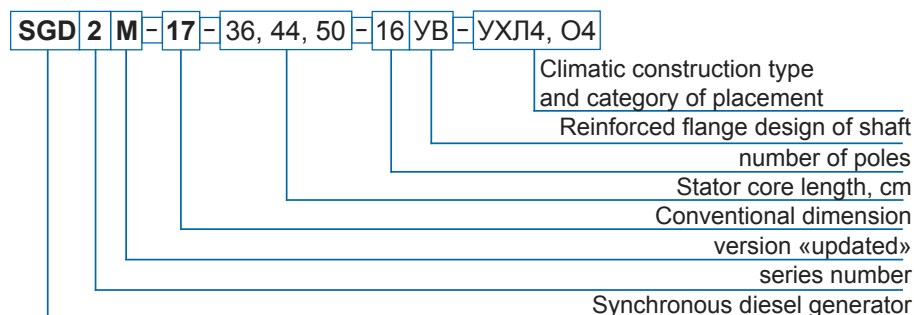 SGD 2 M - 17 - 36, 44, 50 - 16 УВ - УХЛ4, О4
Climatic construction type
and category of placement
Reinforced flange design of shaft
number of poles
Stator core length, cm
Conventional dimension
version «updated»
series number
Synchronous diesel generator